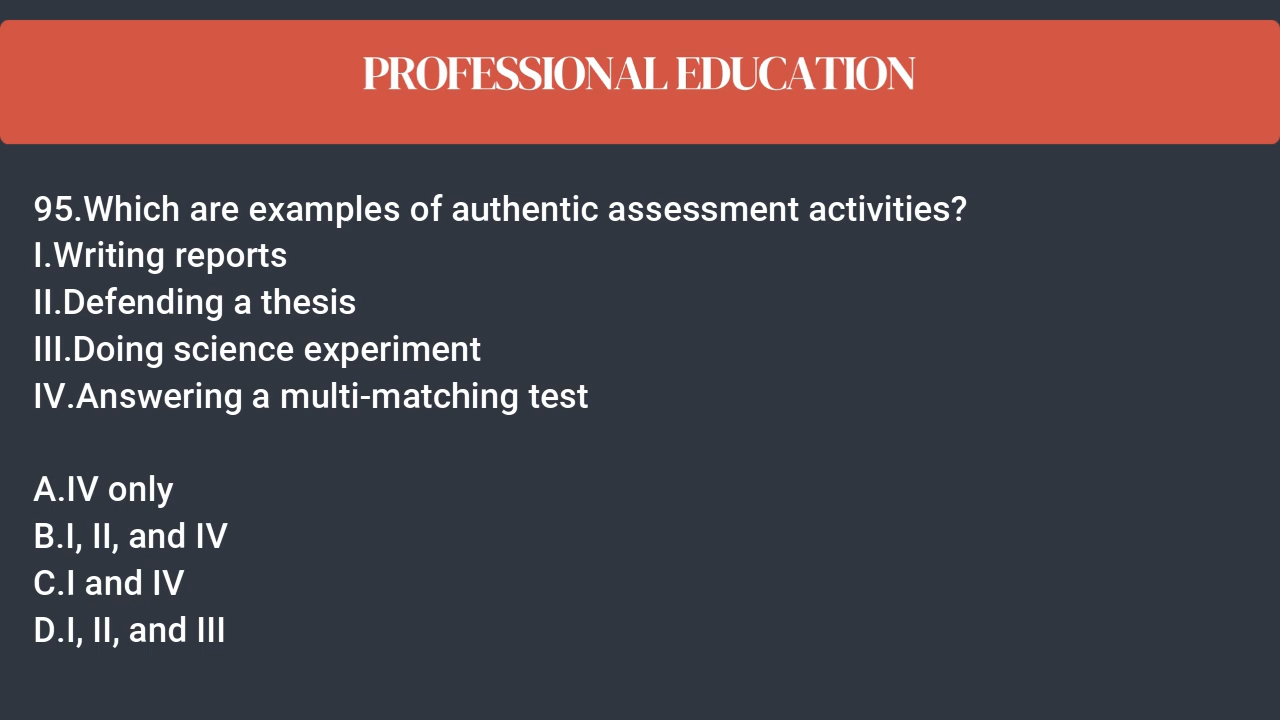 PROFESSIONAL EDUCATION
95.Which are examples of authentic assessment activities?
I.Writing reports
II.Defending a thesis
III.Doing science experiment
IV.Answering a multi-matching test
A.IV only
B.I, II, and IV
C.I and IV
D.I, II, and III